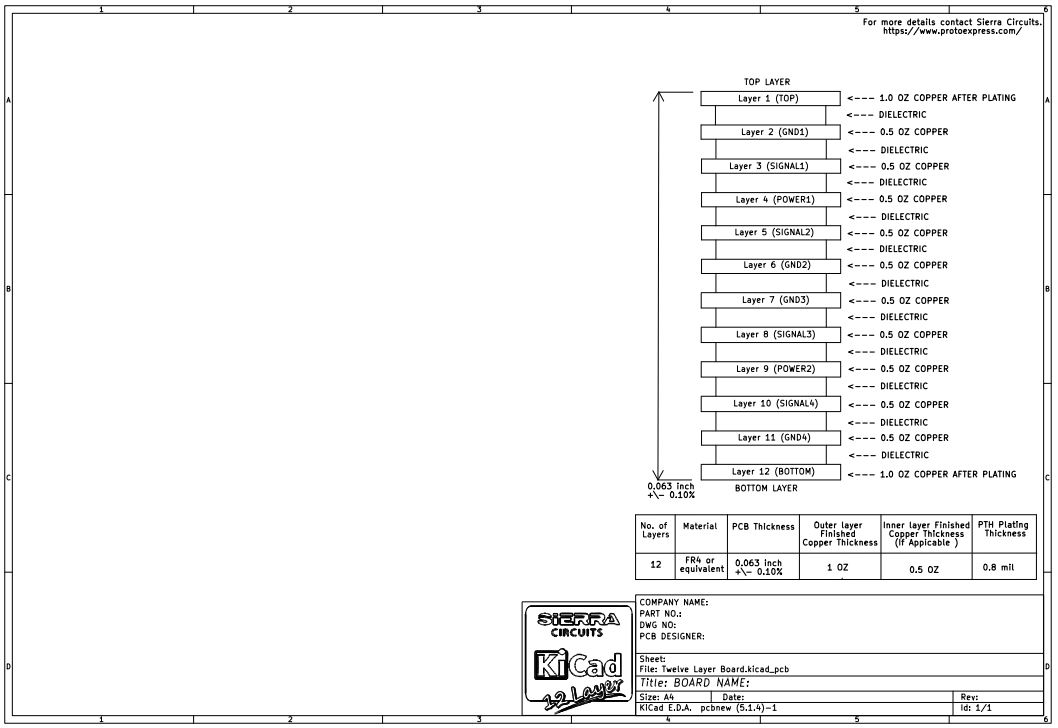 1 2 3 4 5 6
For more details contact Sierra Circuits.
https://www.protoexpress.com/
TOP LAYER
Layer 1 (TOP) <--- 1.0 OZ COPPER AFTER PLATING
<--- DIELECTRIC
Layer 2 (GND1) <--- 0.5 OZ COPPER
<--- DIELECTRIC
Layer 3 (SIGNAL1) <--- 0.5 OZ COPPER
<--- DIELECTRIC
Layer 4 (POWER1) <--- 0.5 OZ COPPER
<--- DIELECTRIC
Layer 5 (SIGNAL2) <--- 0.5 OZ COPPER
<--- DIELECTRIC
Layer 6 (GND2) <--- 0.5 OZ COPPER
<--- DIELECTRIC
Layer 7 (GND3) <--- 0.5 OZ COPPER
<--- DIELECTRIC
Layer 8 (SIGNAL3) <--- 0.5 OZ COPPER
<--- DIELECTRIC
Layer 9 (POWER2) <--- 0.5 OZ COPPER
<--- DIELECTRIC
Layer 10 (SIGNAL4) <--- 0.5 OZ COPPER
<--- DIELECTRIC
Layer 11 (GND4) <--- 0.5 OZ COPPER
<--- DIELECTRIC
Layer 12 (BOTTOM) <--- 1.0 OZ COPPER AFTER PLATING
BOTTOM LAYER
0.063 inch
+\- 0.10%
A A
B B
C C
D D
No. of
Layers
Material
PCB Thickness
Outer layer
Finished
Copper Thickness
Inner layer Finished
Copper Thickness
(if Appicable )
PTH Plating
Thickness
12
FR4 or
equivalent
0.063 inch
+\- 0.10%
1 OZ
0.5 OZ
0.8 mil
SIERRA
CIRCUITS
KiCad
12 Layer
COMPANY NAME:
PART NO.:
DWG NO:
PCB DESIGNER:
Sheet:
File: Twelve Layer Board.kicad_pcb
Title: BOARD NAME:
Size: A4 Date: Rev:
KiCad E.D.A. pcbnew (5.1.4)-1 Id: 1/1
1 2 3 4 5 6